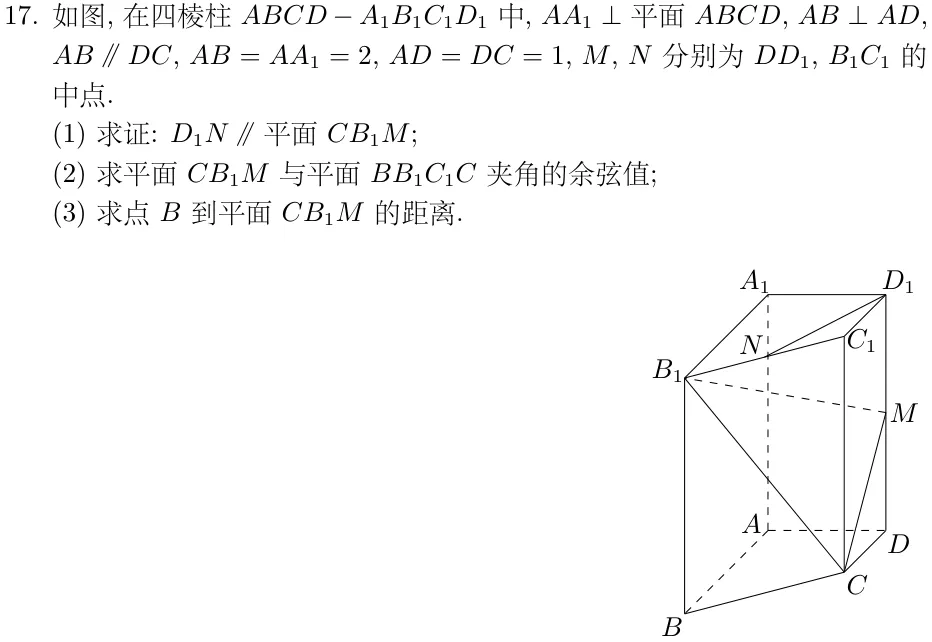 17. 如图, 在四棱柱 ABCD − A₁B₁C₁D₁ 中, AA₁ ⊥ 平面 ABCD, AB ⊥ AD,
AB ∥ DC, AB = AA₁ = 2, AD = DC = 1, M, N 分别为 DD₁, B₁C₁ 的
中点.
(1) 求证: D₁N ∥ 平面 CB₁M;
(2) 求平面 CB₁M 与平面 BB₁C₁C 夹角的余弦值;
(3) 求点 B 到平面 CB₁M 的距离.
A₁
D₁
N
C₁
B₁
M
A
D
C
B